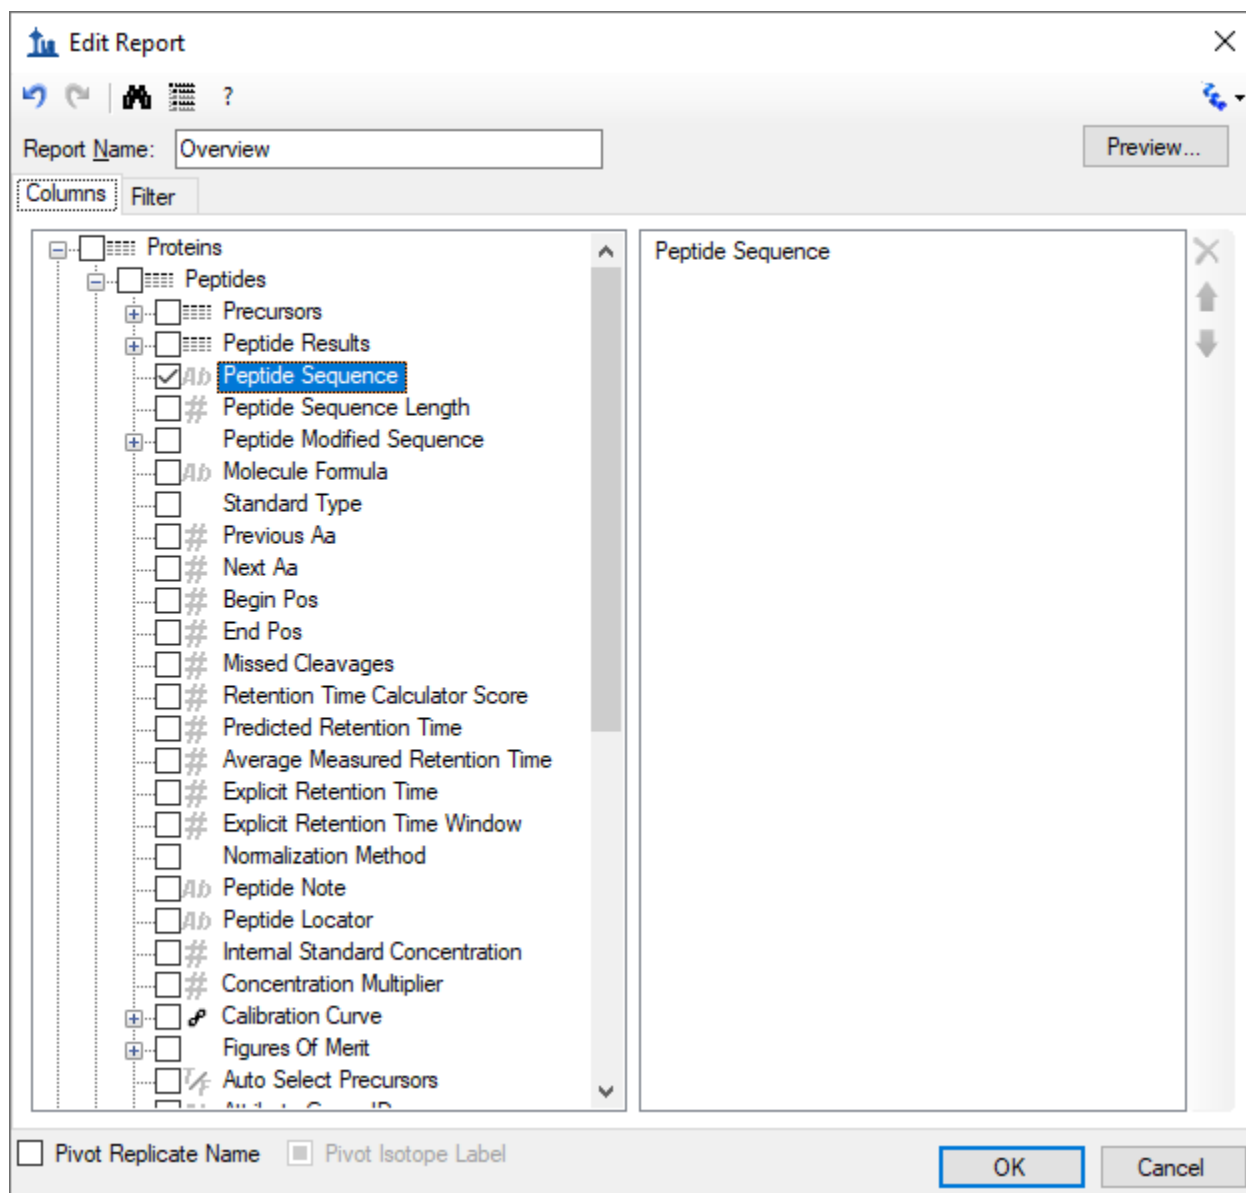 Edit Report
?
Report Name: Overview
Preview...
Columns Filter
Proteins
Peptides
Precursors
Peptide Results
Ab Peptide Sequence
# Peptide Sequence Length
Peptide Modified Sequence
Ab Molecule Formula
Standard Type
# Previous Aa
# Next Aa
# Begin Pos
# End Pos
# Missed Cleavages
# Retention Time Calculator Score
# Predicted Retention Time
# Average Measured Retention Time
# Explicit Retention Time
# Explicit Retention Time Window
Normalization Method
Ab Peptide Note
Ab Peptide Locator
# Internal Standard Concentration
# Concentration Multiplier
Calibration Curve
Figures Of Merit
T/F Auto Select Precursors
Peptide Sequence
Pivot Replicate Name Pivot Isotope Label
OK Cancel